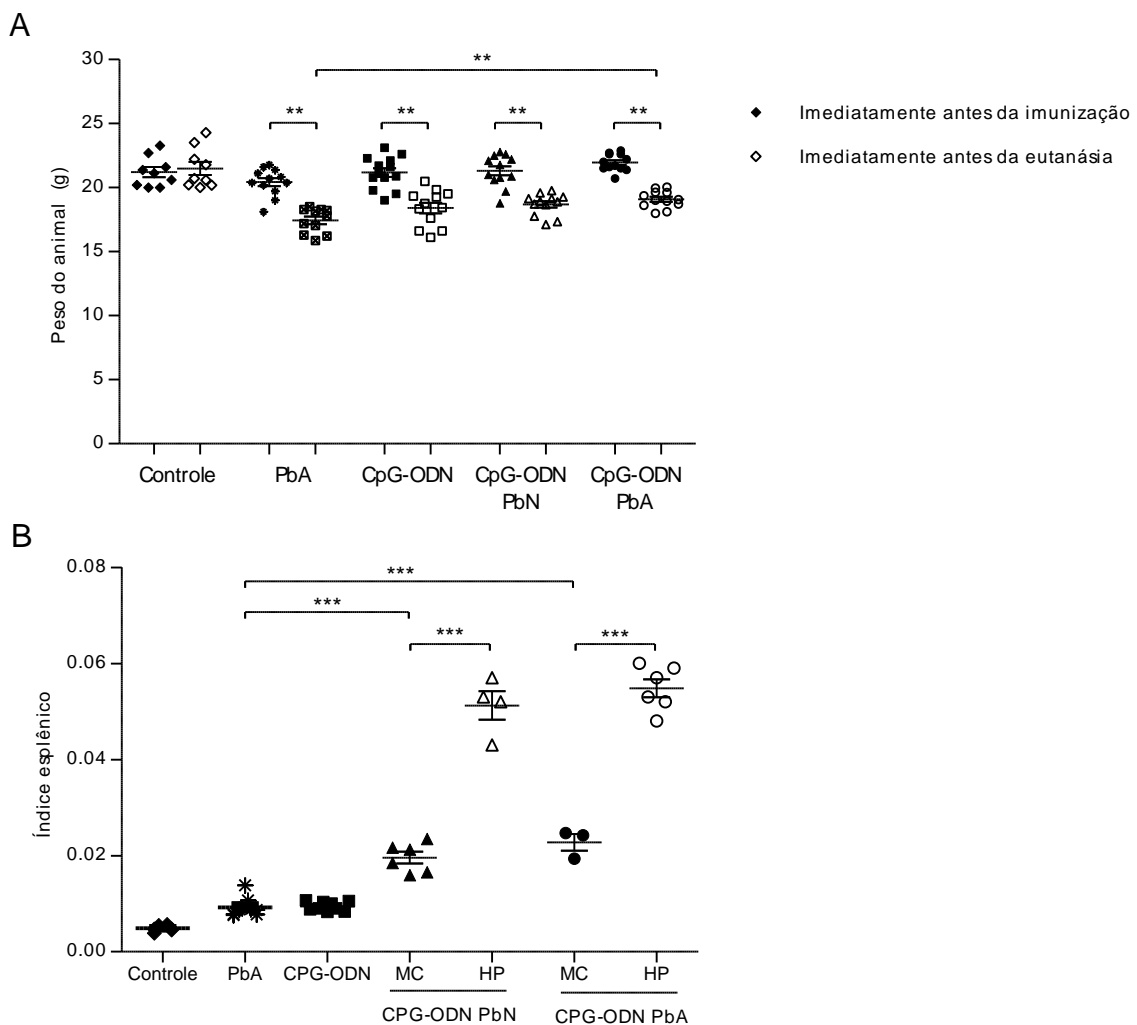 A
30
25
20
15
10
5
0
Peso do animal (g)
**
** ** ** **
Controle PbA CpG-ODN CpG-ODN CpG-ODN
PbN PbA
Imediatamente antes da imunização
Imediatamente antes da eutanásia
B
0.08
0.06
0.04
0.02
0.00
Índice esplênico
***
***
*** ***
Controle PbA CPG-ODN MC HP MC HP
CPG-ODN PbN CPG-ODN PbA